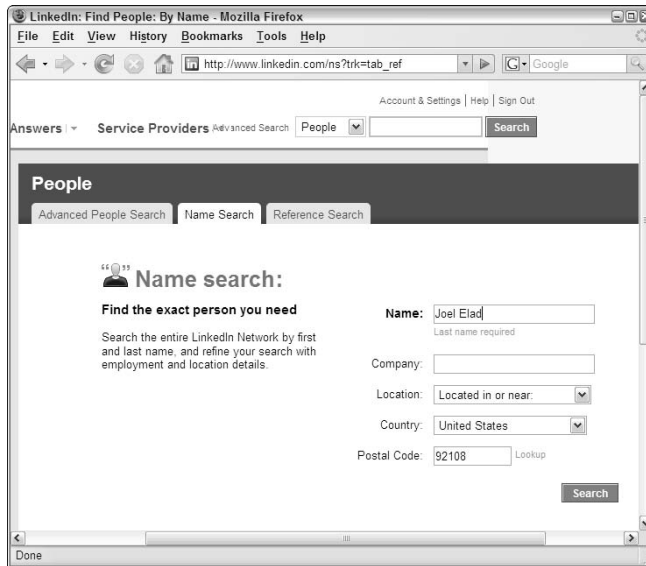 LinkedIn: Find People: By Name - Mozilla Firefox
File Edit View History Bookmarks Tools Help
http://www.linkedin.com/ns?trk=tab_ref G Google
Account & Settings | Help | Sign Out
Answers Service Providers Advanced Search People Search
People
Advanced People Search Name Search Reference Search
Name search:
Find the exact person you need
Search the entire LinkedIn Network by first
and last name, and refine your search with
employment and location details.
Name: Joel Elad
Last name required
Company:
Location: Located in or near:
Country: United States
Postal Code: 92108 Lookup
Search
Done